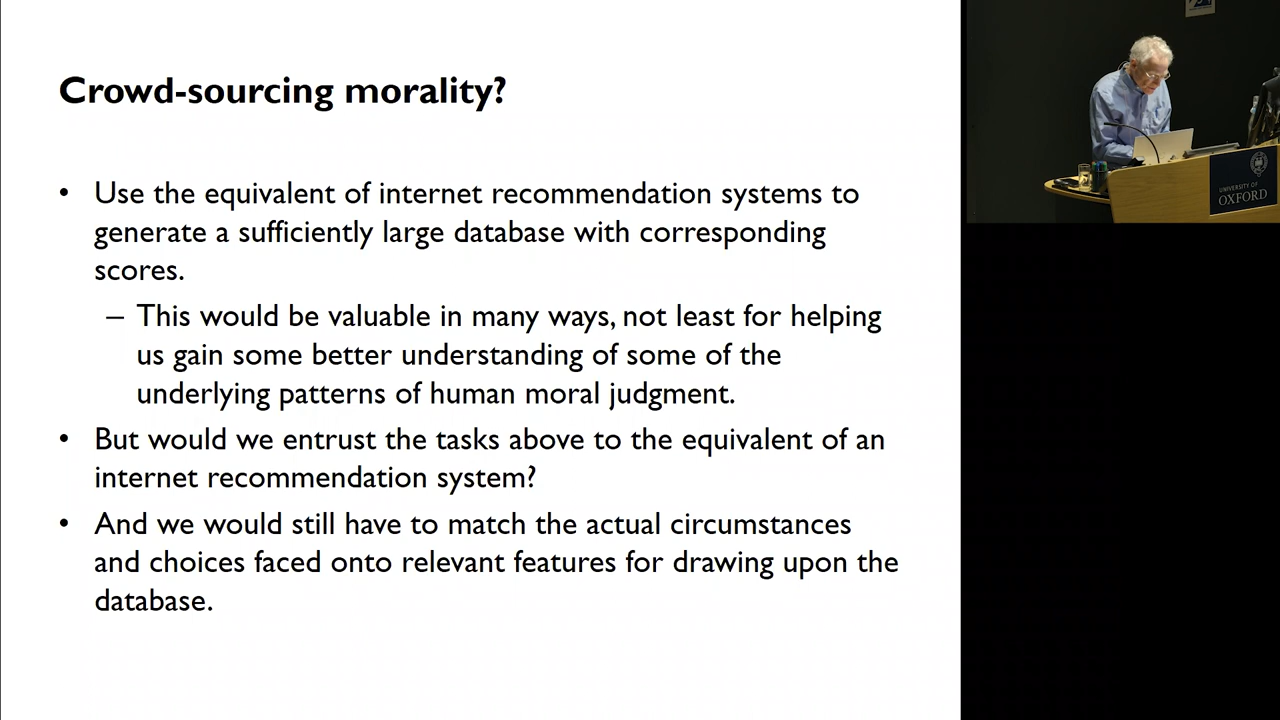 Crowd-sourcing morality?
• Use the equivalent of internet recommendation systems to
generate a sufficiently large database with corresponding
scores.
– This would be valuable in many ways, not least for helping
us gain some better understanding of some of the
underlying patterns of human moral judgment.
• But would we entrust the tasks above to the equivalent of an
internet recommendation system?
• And we would still have to match the actual circumstances
and choices faced onto relevant features for drawing upon the
database.
UNIVERSITY OF
OXFORD